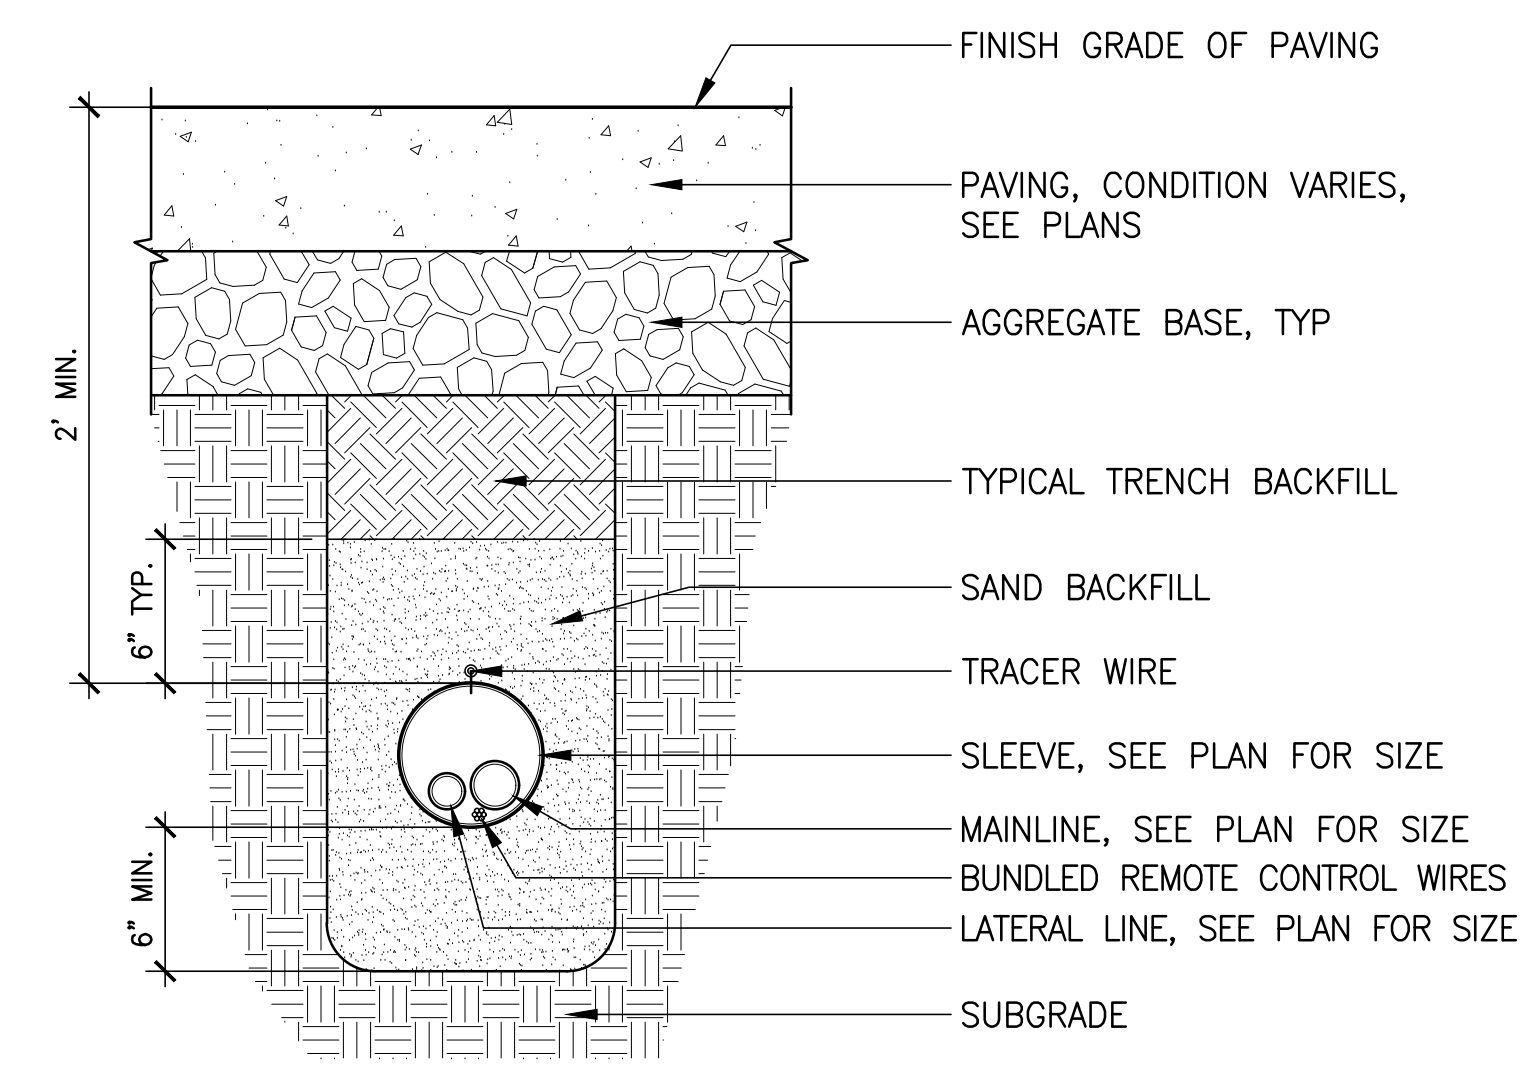 FINISH GRADE OF PAVING
PAVING, CONDITION VARIES,
SEE PLANS
AGGREGATE BASE, TYP
2' MIN.
TYPICAL TRENCH BACKFILL
6" TYP.
SAND BACKFILL
TRACER WIRE
SLEEVE, SEE PLAN FOR SIZE
MAINLINE, SEE PLAN FOR SIZE
6" MIN.
BUNDLED REMOTE CONTROL WIRES
LATERAL LINE, SEE PLAN FOR SIZE
SUBGRADE